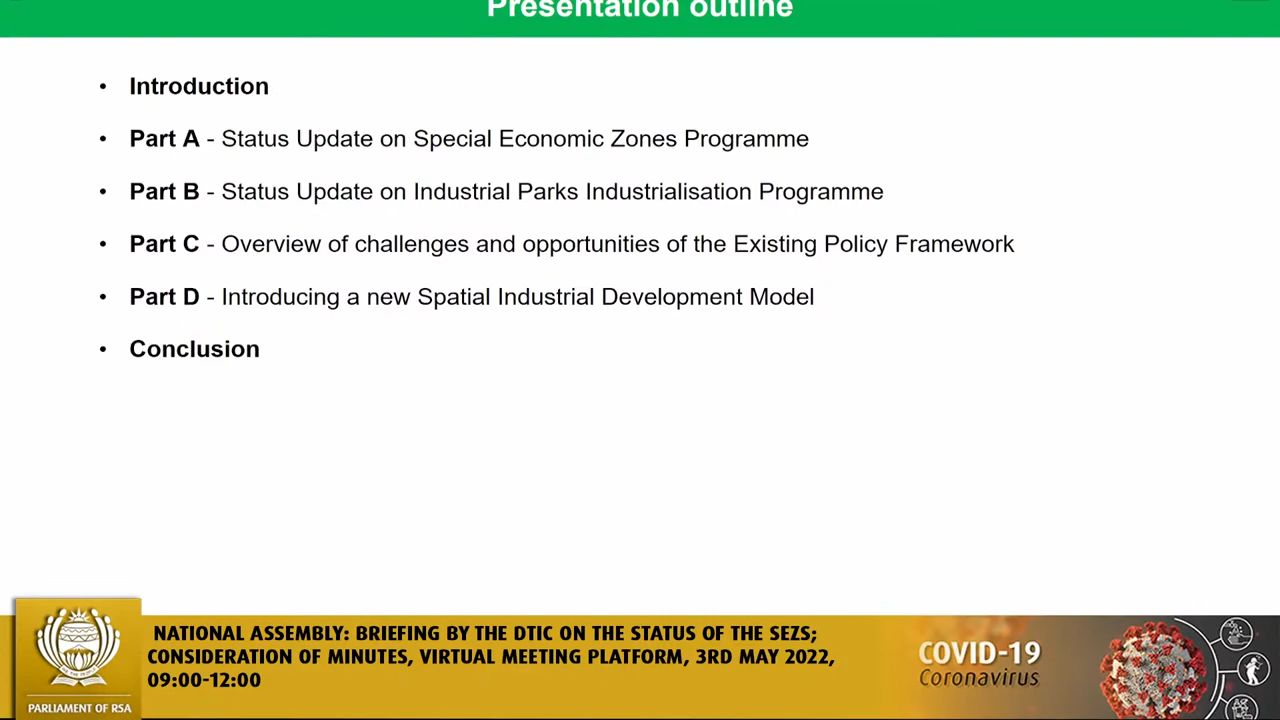 Presentation outline
• Introduction
• Part A - Status Update on Special Economic Zones Programme
• Part B - Status Update on Industrial Parks Industrialisation Programme
• Part C - Overview of challenges and opportunities of the Existing Policy Framework
• Part D - Introducing a new Spatial Industrial Development Model
• Conclusion
NATIONAL ASSEMBLY: BRIEFING BY THE DTIC ON THE STATUS OF THE SEZS;
CONSIDERATION OF MINUTES, VIRTUAL MEETING PLATFORM, 3RD MAY 2022,
09:00-12:00
PARLIAMENT OF RSA
COVID-19
Coronavirus